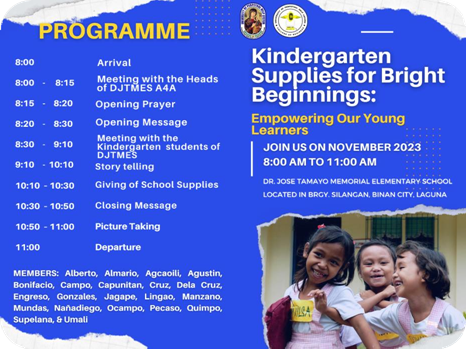 PROGRAMME
8:00 Arrival
8:00 - 8:15 Meeting with the Heads
of DJTMES A4A
8:15 - 8:20 Opening Prayer
8:20 - 8:30 Opening Message
8:30 - 9:10 Meeting with the
Kindergarten students of
DJTMES
9:10 - 10:10 Story telling
10:10 - 10:30 Giving of School Supplies
10:30 - 10:50 Closing Message
10:50 - 11:00 Picture Taking
11:00 Departure
MEMBERS: Alberto, Almario, Agcaoili, Agustin,
Bonifacio, Campo, Capunitan, Cruz, Dela Cruz,
Engreso, Gonzales, Jagape, Lingao, Manzano,
Mundas, Nañadiego, Ocampo, Pecaso, Quimpo,
Supelana, & Umali
Kindergarten
Supplies for Bright
Beginnings:
Empowering Our Young
Learners
JOIN US ON NOVEMBER 2023
8:00 AM TO 11:00 AM
DR. JOSE TAMAYO MEMORIAL ELEMENTARY SCHOOL
LOCATED IN BRGY. SILANGAN, BINAN CITY, LAGUNA